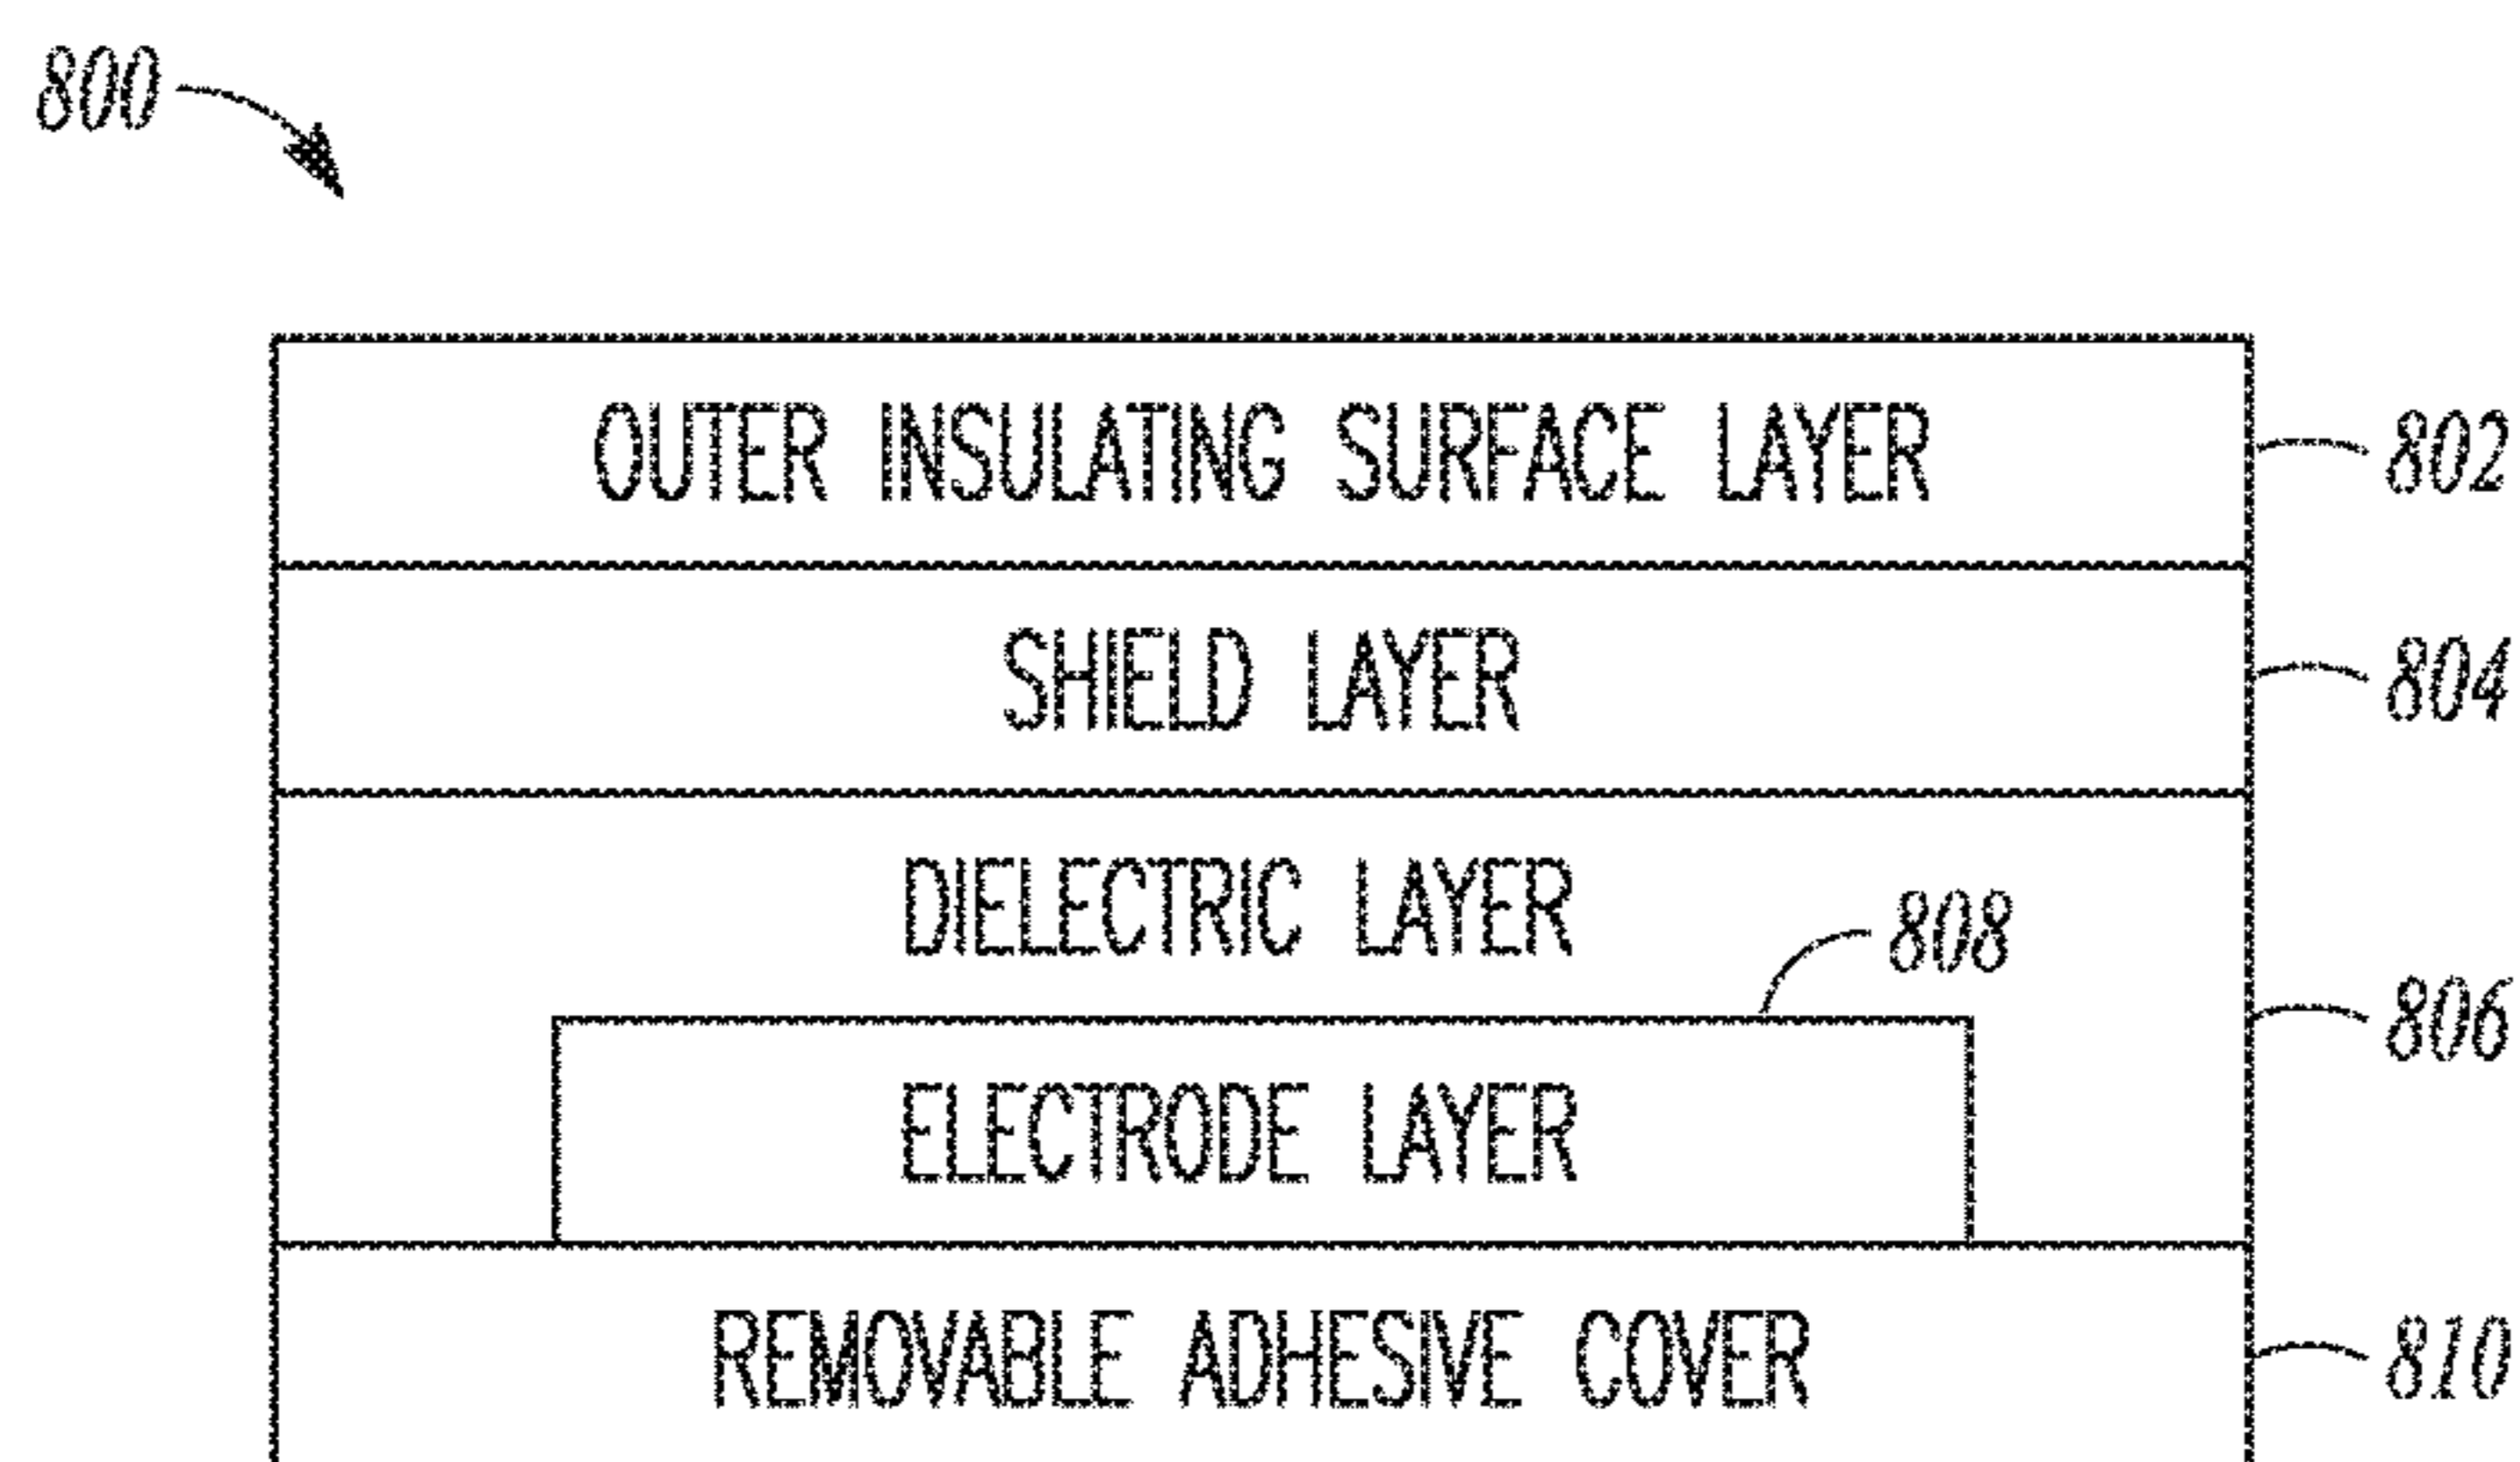 800
OUTER INSULATING SURFACE LAYER
802
SHIELD LAYER
804
DIELECTRIC LAYER
808
806
ELECTRODE LAYER
REMOVABLE ADHESIVE COVER
810